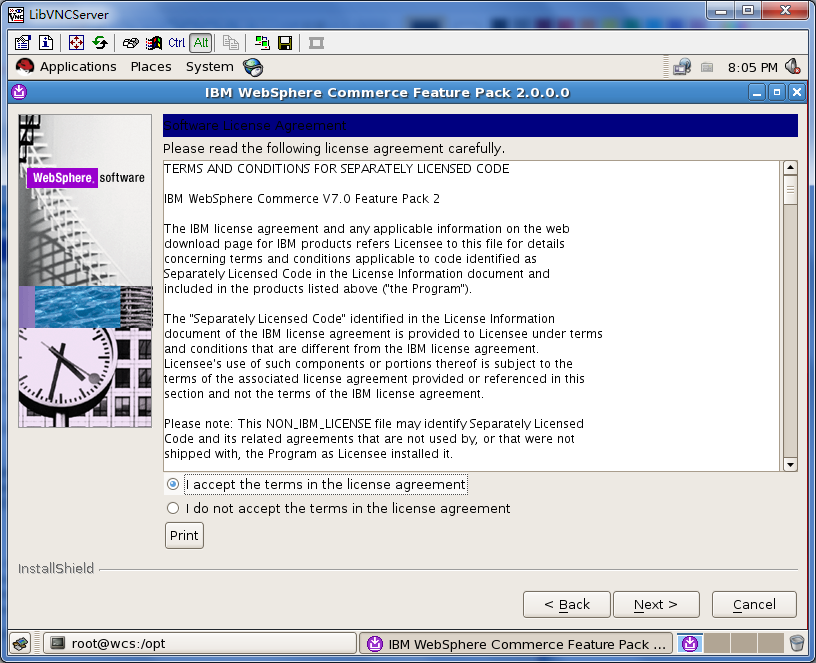 LibVNCServer
Ctrl Alt
Applications Places System 8:05 PM
IBM WebSphere Commerce Feature Pack 2.0.0.0
Software License Agreement
Please read the following license agreement carefully.
WebSphere. software
TERMS AND CONDITIONS FOR SEPARATELY LICENSED CODE
IBM WebSphere Commerce V7.0 Feature Pack 2
The IBM license agreement and any applicable information on the web
download page for IBM products refers Licensee to this file for details
concerning terms and conditions applicable to code identified as
Separately Licensed Code in the License Information document and
included in the products listed above ("the Program").
The "Separately Licensed Code" identified in the License Information
document of the IBM license agreement is provided to Licensee under terms
and conditions that are different from the IBM license agreement.
Licensee's use of such components or portions thereof is subject to the
terms of the associated license agreement provided or referenced in this
section and not the terms of the IBM license agreement.
Please note: This NON_IBM_LICENSE file may identify Separately Licensed
Code and its related agreements that are not used by, or that were not
shipped with, the Program as Licensee installed it.
I accept the terms in the license agreement
I do not accept the terms in the license agreement
Print
InstallShield
< Back Next > Cancel
root@wcs:/opt IBM WebSphere Commerce Feature Pack ...